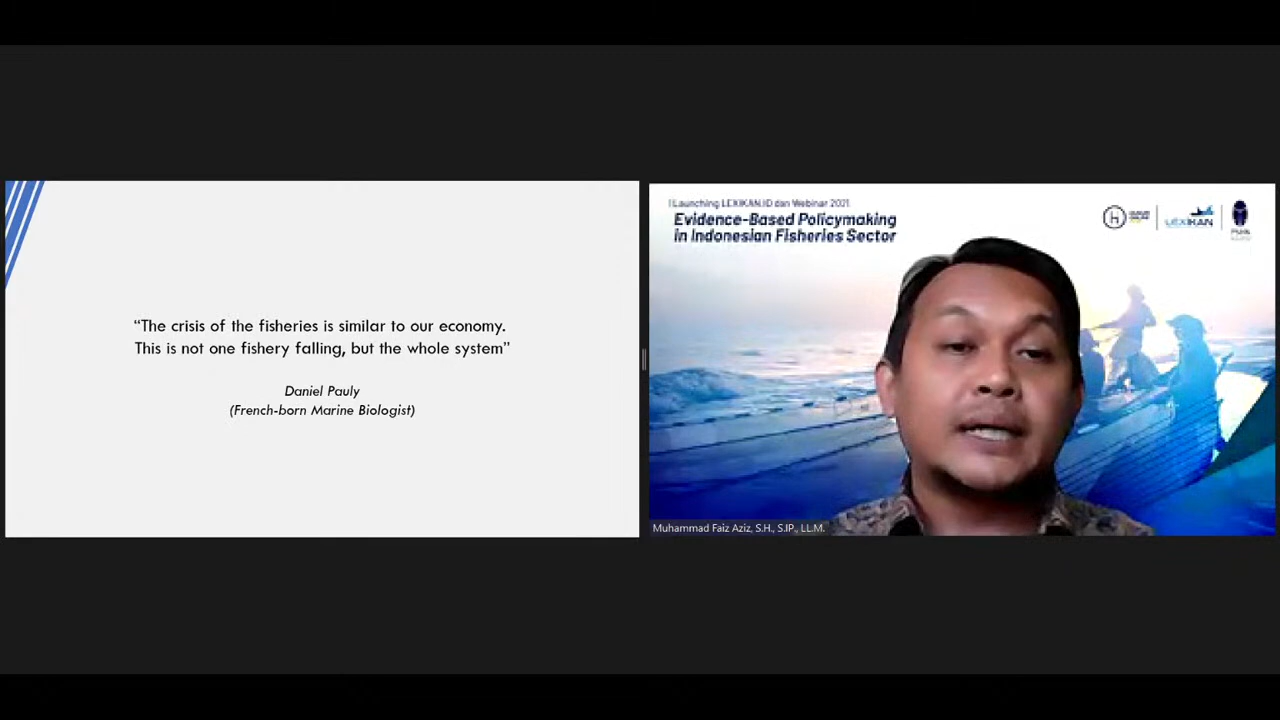 “The crisis of the fisheries is similar to our economy.
This is not one fishery falling, but the whole system”
Daniel Pauly
(French-born Marine Biologist)
Launching LEXIKAN.ID dan Webinar 2021
Evidence-Based Policymaking
in Indonesian Fisheries Sector
LEXIKAN
Muhammad Faiz Aziz, S.H., S.IP., LL.M.